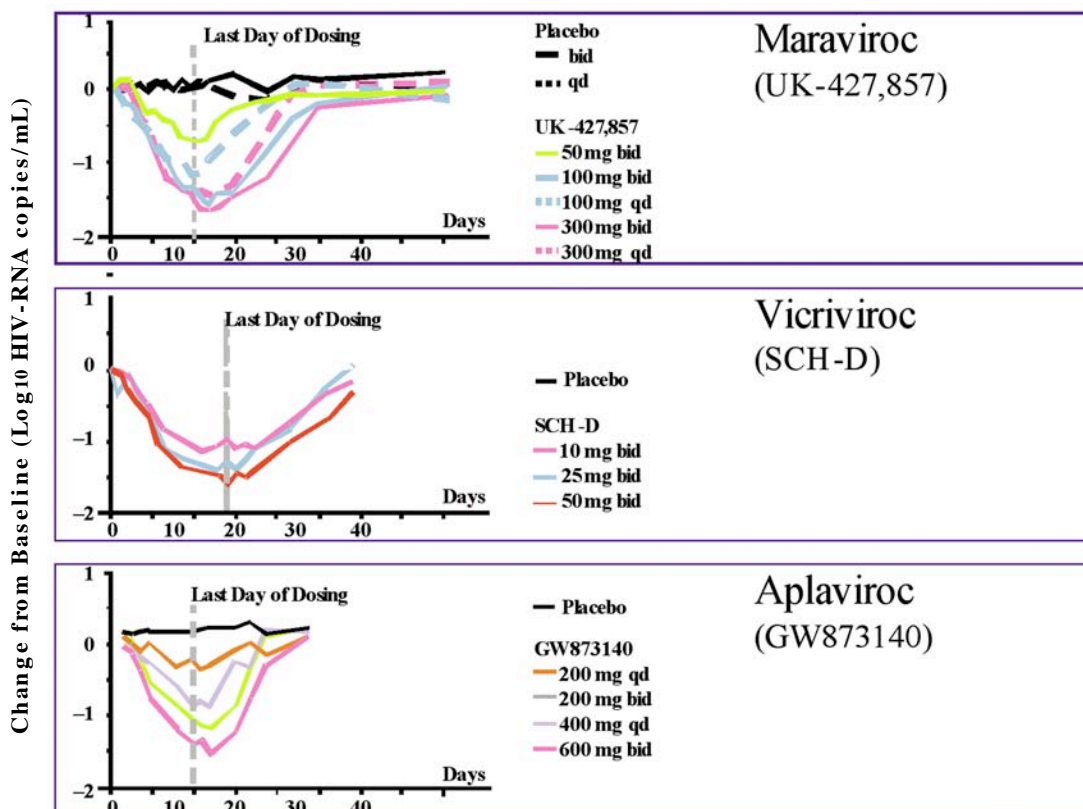 Change from Baseline (Log10 HIV-RNA copies/mL)
1
0
–1
–2
Last Day of Dosing
Days
0 10 20 30 40
Placebo
bid
qd
UK-427,857
50 mg bid
100 mg bid
100 mg qd
300 mg bid
300 mg qd
Maraviroc
(UK-427,857)
1
0
–1
–2
Last Day of Dosing
Days
0 10 20 30 40
Placebo
SCH-D
10 mg bid
25 mg bid
50 mg bid
Vicriviroc
(SCH-D)
1
0
–1
–2
Last Day of Dosing
Days
0 10 20 30 40
Placebo
GW873140
200 mg qd
200 mg bid
400 mg qd
600 mg bid
Aplaviroc
(GW873140)